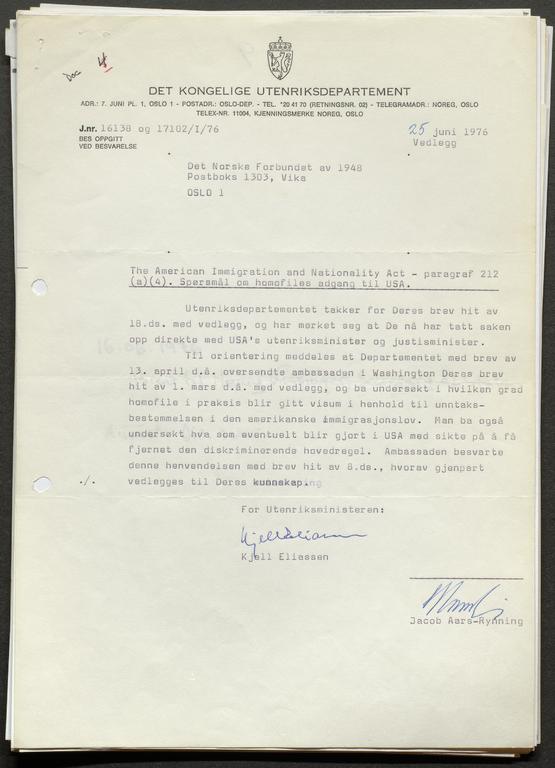 Doc 4
DET KONGELIGE UTENRIKSDEPARTEMENT
ADR.: 7. JUNI PL. 1, OSLO 1 - POSTADR.: OSLO-DEP. - TEL. *20 41 70 (RETNINGSNR. 02) - TELEGRAMADR.: NOREG, OSLO
TELEX-NR. 11004, KJENNINGSMERKE NOREG, OSLO
J.nr. 16138 og 17102/I/76
BES OPPGITT
VED BESVARELSE
25 juni 1976
Vedlegg
Det Norske Forbundet av 1948
Postboks 1303, Vika
OSLO 1
The American Immigration and Nationality Act - paragraf 212
(a)(4). Spørsmål om homofiles adgang til USA.
Utenriksdepartementet takker for Deres brev hit av
18.ds. med vedlegg, og har merket seg at De nå har tatt saken
opp direkte med USA's utenriksminister og justisminister.
Til orientering meddeles at Departementet med brev av
13. april d.å. oversendte ambassaden i Washington Deres brev
hit av 1. mars d.å. med vedlegg, og ba undersøkt i hvilken grad
homofile i praksis blir gitt visum i henhold til unntaks-
bestemmelsen i den amerikanske immigrasjonslov. Man ba også
undersøkt hva som eventuelt blir gjort i USA med sikte på å få
fjernet den diskriminerende hovedregel. Ambassaden besvarte
denne henvendelsen med brev hit av 8.ds., hvorav gjenpart
./. vedlegges til Deres kunnskap.
For Utenriksministeren:
Kjell Eliassen
Kjell Eliassen
Jacob Aars-Rynning